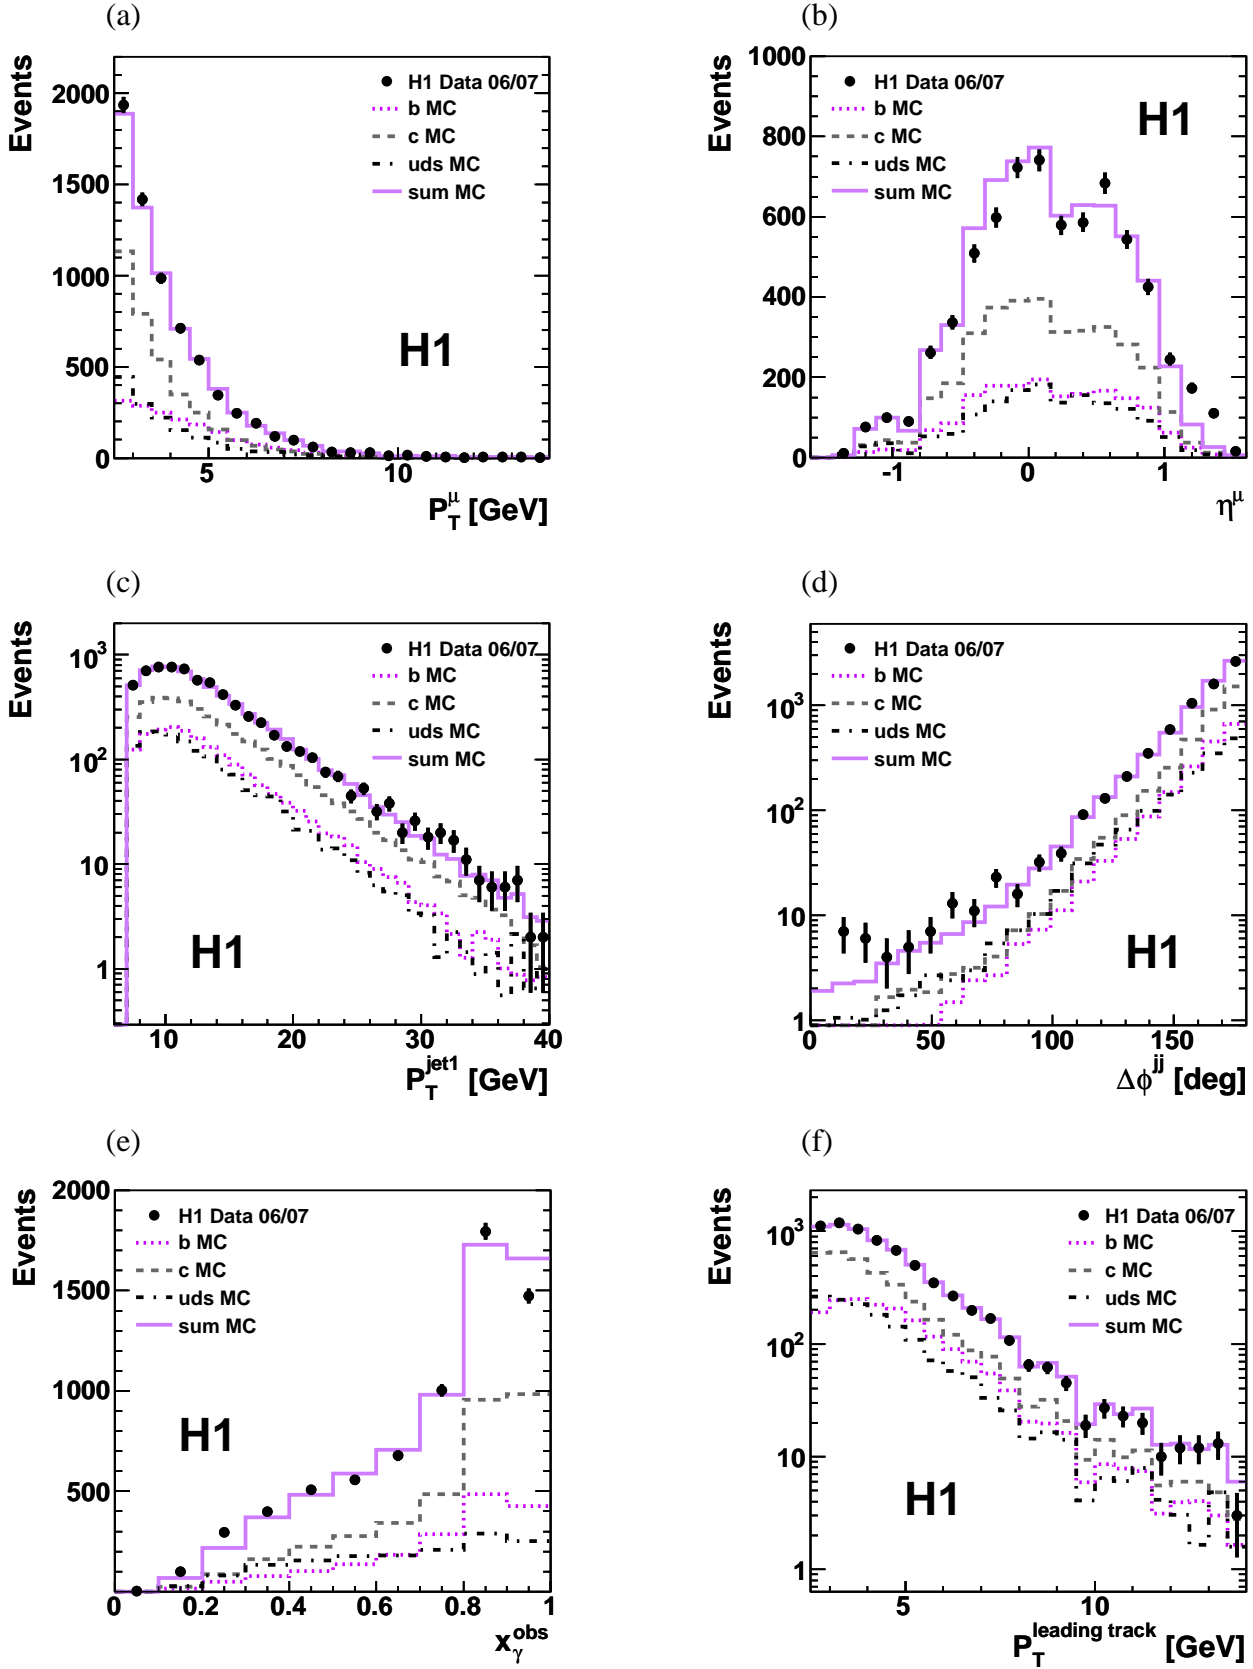 (a)
Events
2000
1500
1000
500
0
5
10
H1 Data 06/07
b MC
c MC
uds MC
sum MC
H1
P_T^μ [GeV]
(b)
Events
1000
800
600
400
200
0
-1
0
1
H1 Data 06/07
b MC
c MC
uds MC
sum MC
H1
η^μ
(c)
Events
10^3
10^2
10
1
10
20
30
40
H1 Data 06/07
b MC
c MC
uds MC
sum MC
H1
P_T^jet1 [GeV]
(d)
Events
10^3
10^2
10
1
0
50
100
150
H1 Data 06/07
b MC
c MC
uds MC
sum MC
H1
Δϕ^jj [deg]
(e)
Events
2000
1500
1000
500
0
0.2
0.4
0.6
0.8
1
H1 Data 06/07
b MC
c MC
uds MC
sum MC
H1
x_γ^obs
(f)
Events
10^3
10^2
10
1
5
10
H1 Data 06/07
b MC
c MC
uds MC
sum MC
H1
P_T^leading track [GeV]